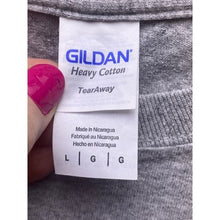 GILDAN
Heavy Cotton
TearAway
Made in Nicaragua
Fabriqué au Nicaragua
Hecho en Nicaragua
L | G | G